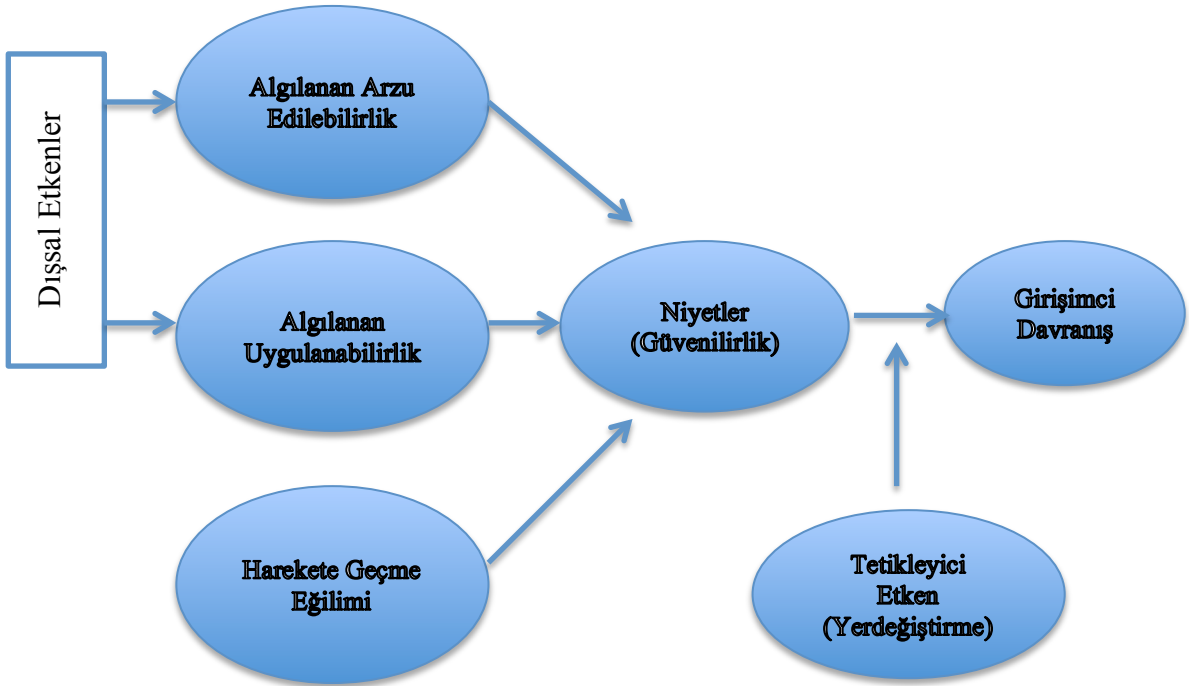 Dışsal Etkenler
Algılanan Arzu
Edilebilirlik
Algılanan
Uygulanabilirlik
Harekete Geçme
Eğilimi
Niyetler
(Güvenilirlik)
Girişimci
Davranış
Tetikleyici
Etken
(Yerdeğiştirme)